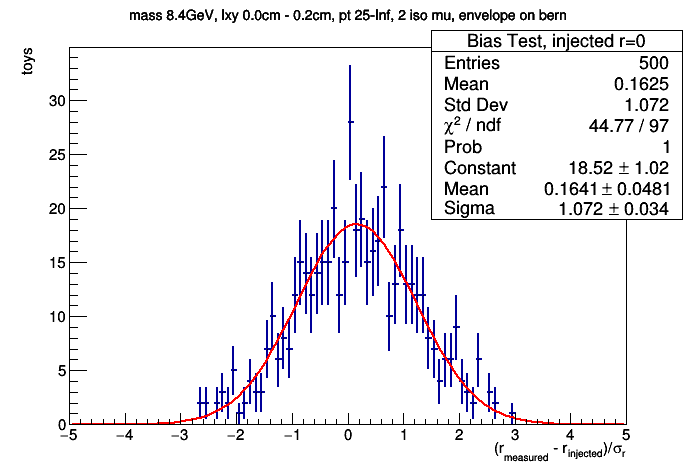 mass 8.4GeV, lxy 0.0cm - 0.2cm, pt 25-Inf, 2 iso mu, envelope on bern
toys
Bias Test, injected r=0
Entries 500
Mean 0.1625
Std Dev 1.072
χ² / ndf 44.77 / 97
Prob 1
Constant 18.52 ± 1.02
Mean 0.1641 ± 0.0481
Sigma 1.072 ± 0.034
30
25
20
15
10
5
0
−5 −4 −3 −2 −1 0 1 2 3 4 5
(r_measured - r_injected)/σ_r